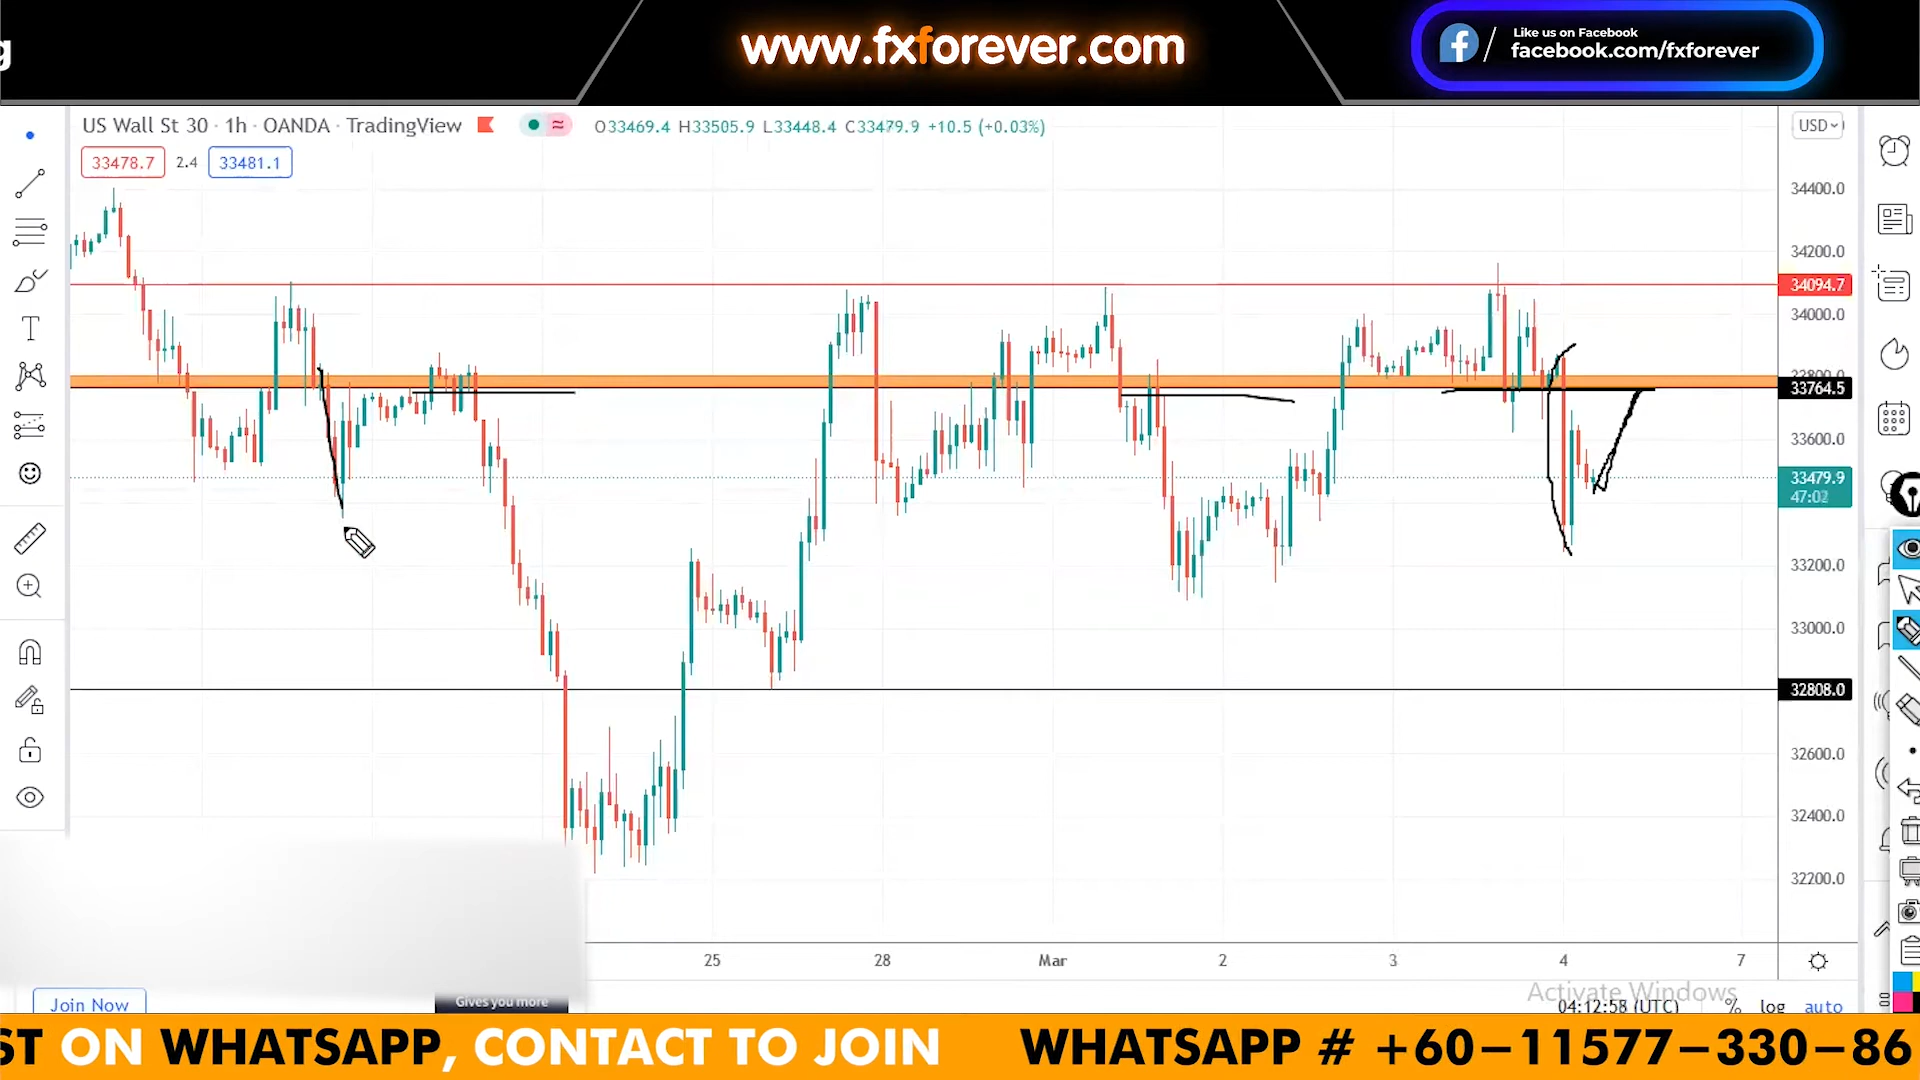 g
www.fxforever.com
Like us on Facebook
facebook.com/fxforever
US Wall St 30 · 1h · OANDA · TradingView
O33469.4 H33505.9 L33448.4 C33479.9 +10.5 (+0.03%)
USD
33478.7 2.4 33481.1
34400.0
34200.0
34094.7
34000.0
33800.0
33764.5
33600.0
33479.9
47:02
33200.0
33000.0
32808.0
32600.0
32400.0
32200.0
25 28 Mar 2 3 4 7
Activate Windows
Join Now
Gives you more
04:12:58 (UTC) % log auto
ST ON WHATSAPP, CONTACT TO JOIN WHATSAPP # +60-11577-330-86